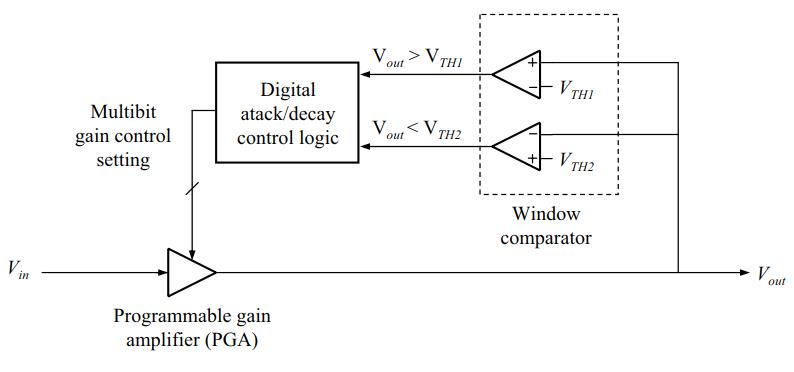 V_out > V_TH1
Digital
atack/decay
control logic
+
−
V_TH1
Multibit
gain control
setting
V_out < V_TH2
−
+
V_TH2
Window
comparator
V_in
V_out
Programmable gain
amplifier (PGA)